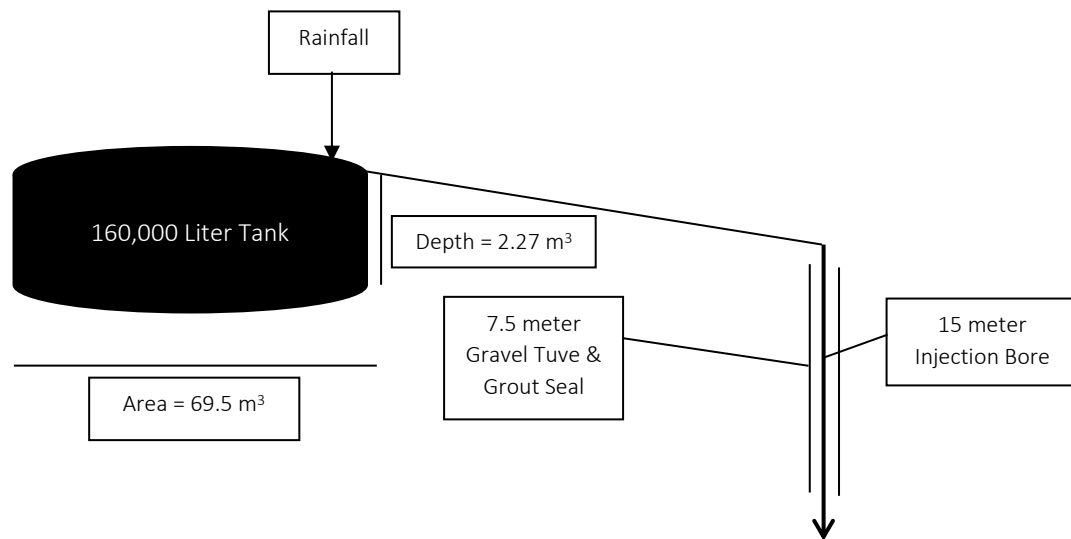 Rainfall
160,000 Liter Tank
Depth = 2.27 m³
7.5 meter
Gravel Tuve &
Grout Seal
15 meter
Injection Bore
Area = 69.5 m³